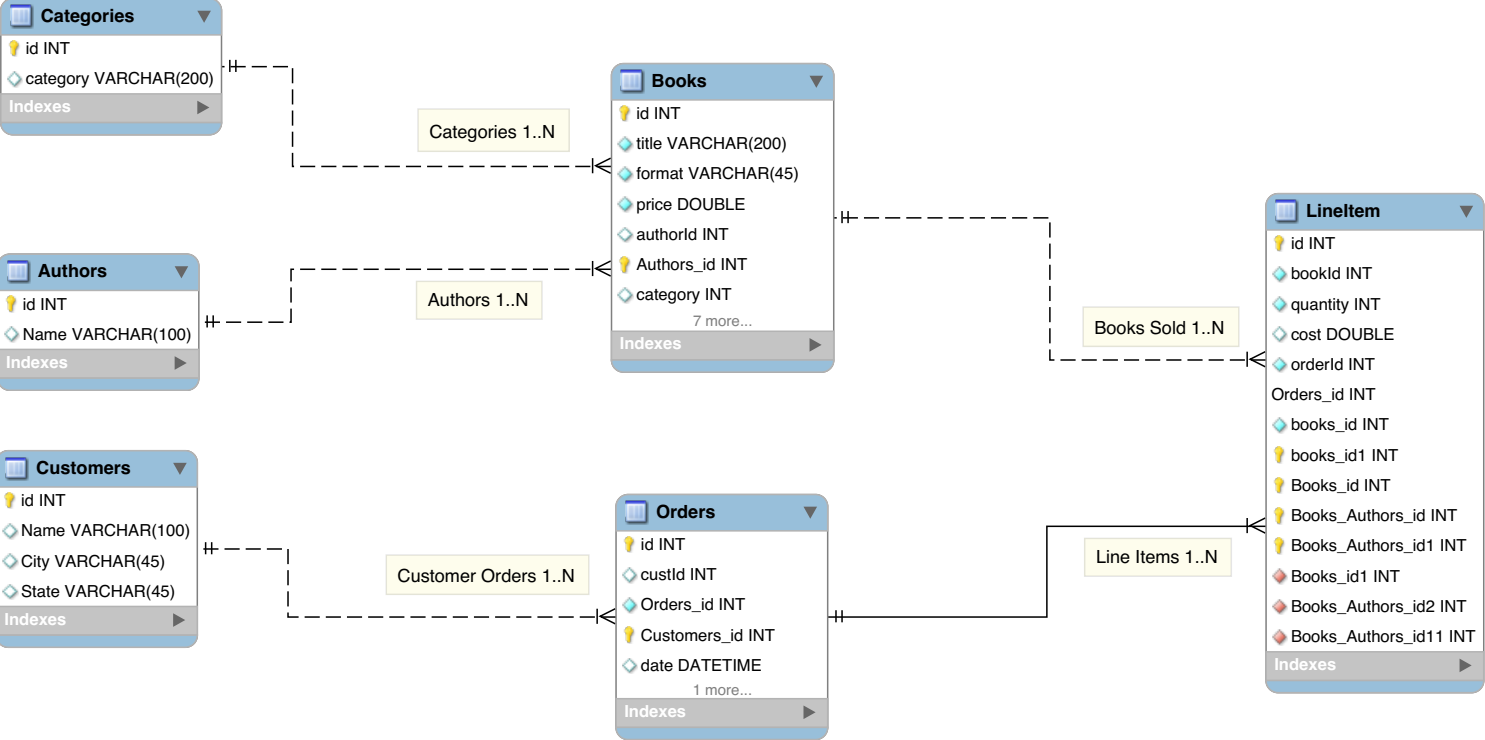 Categories
id INT
category VARCHAR(200)
Indexes
Categories 1..N
Books
id INT
title VARCHAR(200)
format VARCHAR(45)
price DOUBLE
authorId INT
Authors_id INT
category INT
7 more...
Indexes
Authors
id INT
Name VARCHAR(100)
Indexes
Authors 1..N
Books Sold 1..N
LineItem
id INT
bookId INT
quantity INT
cost DOUBLE
orderId INT
Orders_id INT
books_id INT
books_id1 INT
Books_id INT
Books_Authors_id INT
Books_Authors_id1 INT
Books_id1 INT
Books_Authors_id2 INT
Books_Authors_id11 INT
Indexes
Customers
id INT
Name VARCHAR(100)
City VARCHAR(45)
State VARCHAR(45)
Indexes
Customer Orders 1..N
Orders
id INT
custId INT
Orders_id INT
Customers_id INT
date DATETIME
1 more...
Indexes
Line Items 1..N